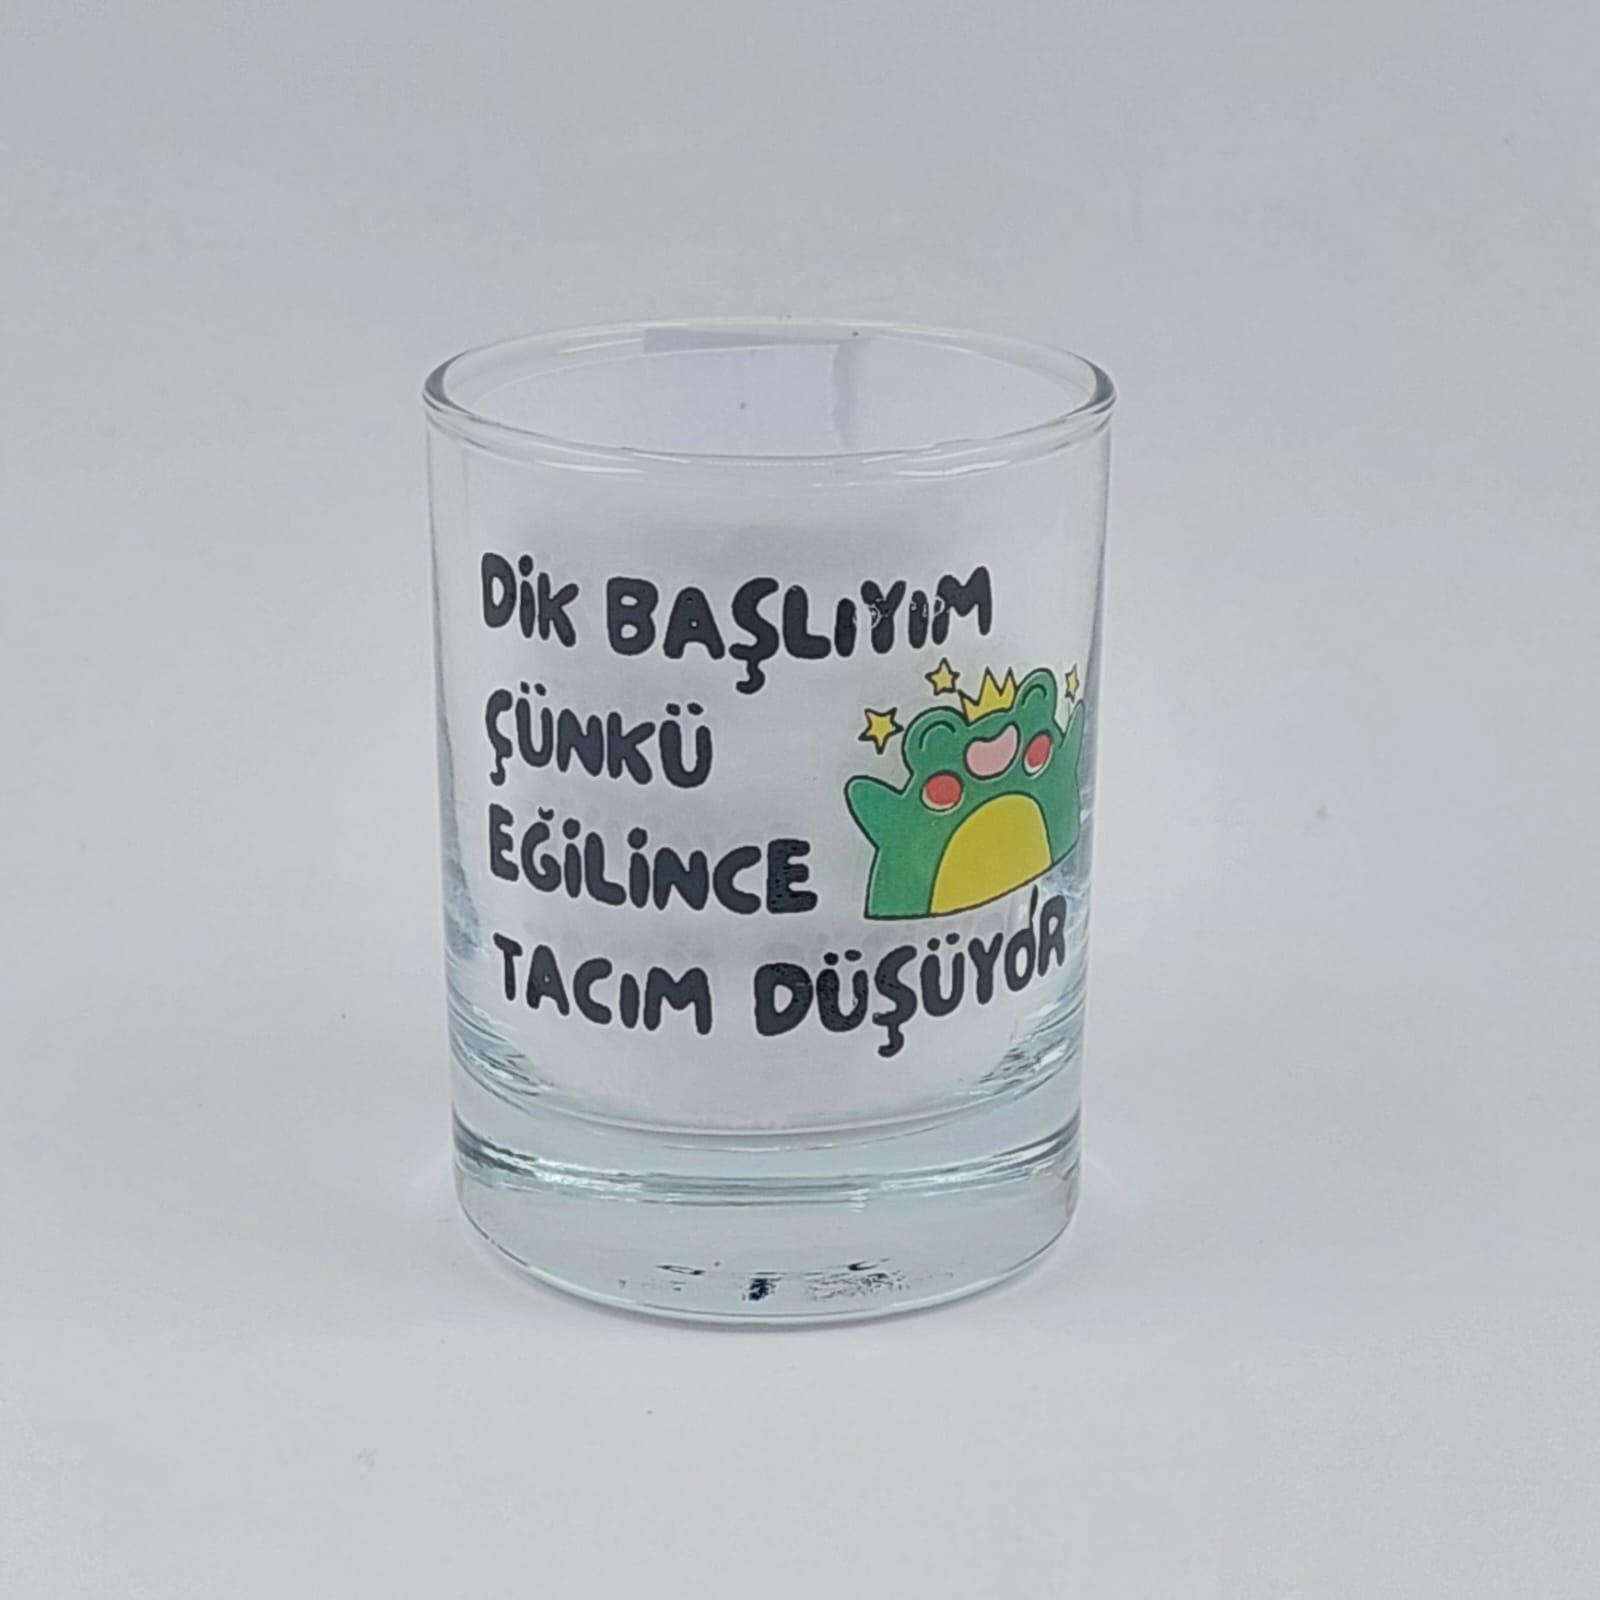 DİK BAŞLIYIM
ÇÜNKÜ
EĞİLİNCE
TACIM DÜŞÜYOR